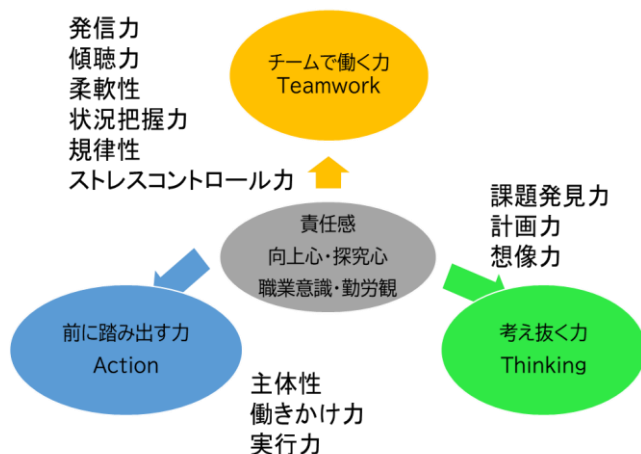 発信力
傾聴力
柔軟性
状況把握力
規律性
ストレスコントロール力
チームで働く力
Teamwork
責任感
向上心・探究心
職業意識・勤労観
課題発見力
計画力
想像力
前に踏み出す力
Action
主体性
働きかけ力
実行力
考え抜く力
Thinking